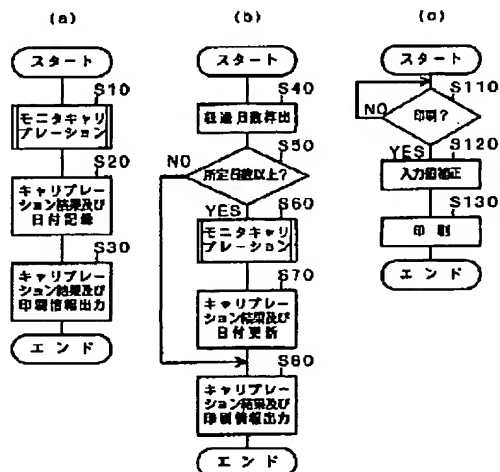 (a)
スタート
S10
モニタキャリ
ブレーション
S20
キャリブレー
ション結果及び
日付記録
S30
キャリブレー
ション結果及び
印刷情報出力
エンド
(b)
スタート
S40
経過日数算出
S50
所定日数以上?
NO
YES
S60
モニタキャリ
ブレーション
S70
キャリブレー
ション結果及び
日付更新
S80
キャリブレー
ション結果及び
印刷情報出力
エンド
(c)
スタート
S110
印刷?
NO
YES
S120
入力値補正
S130
印刷
エンド